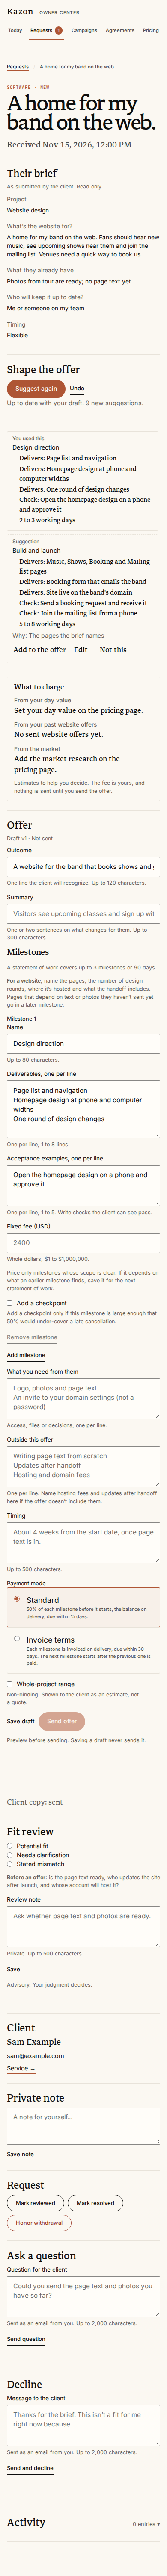 Kazon OWNER CENTER
Today Requests 1 Campaigns Agreements Pricing
Requests A home for my band on the web.
SOFTWARE · NEW
A home for my
band on the web.
Received Nov 15, 2026, 12:00 PM
Their brief
As submitted by the client. Read only.
Project
Website design
What's the website for?
A home for my band on the web. Fans should hear new
music, see upcoming shows near them and join the
mailing list. Venues need a quick way to book us.
What they already have
Photos from tour are ready; no page text yet.
Who will keep it up to date?
Me or someone on my team
Timing
Flexible
Shape the offer
Suggest again Undo
Up to date with your draft. 9 new suggestions.
You used this
Design direction
Delivers: Page list and navigation
Delivers: Homepage design at phone and
computer widths
Delivers: One round of design changes
Check: Open the homepage design on a phone
and approve it
2 to 3 working days
Suggestion
Build and launch
Delivers: Music, Shows, Booking and Mailing
list pages
Delivers: Booking form that emails the band
Delivers: Site live on the band's domain
Check: Send a booking request and receive it
Check: Join the mailing list from a phone
5 to 8 working days
Why: The pages the brief names
Add to the offer Edit Not this
What to charge
From your day value
Set your day value on the pricing page.
From your past website offers
No sent website offers yet.
From the market
Add the market research on the
pricing page.
Estimates to help you decide. The fee is yours, and
nothing is sent until you send it.
Offer
Draft v1 · Not sent
Outcome
A website for the band that books shows and
One line the client will recognize. Up to 120 characters.
Summary
Visitors see upcoming classes and sign up wit
One or two sentences on what changes for them. Up to
300 characters.
Milestones
A statement of work covers up to 3 milestones or 90 days.
For a website, name the pages, the number of design
rounds, where it's hosted and what the handoff includes.
Pages that depend on text or photos they haven't sent yet
go in a later milestone.
Milestone 1
Name
Design direction
Up to 80 characters.
Deliverables, one per line
Page list and navigation
Homepage design at phone and computer
widths
One round of design changes
One per line, 1 to 8 lines.
Acceptance examples, one per line
Open the homepage design on a phone and
approve it
One per line, 1 to 5. Write checks the client can see pass.
Fixed fee (USD)
2400
Whole dollars, $1 to $1,000,000.
Price only milestones whose scope is clear. If it depends on
what an earlier milestone finds, save it for the next
statement of work.
Add a checkpoint
Add a checkpoint only if this milestone is large enough that
50% would under-cover a late cancellation.
Remove milestone
Add milestone
What you need from them
Logo, photos and page text
An invite to your domain settings (not a
password)
Access, files or decisions, one per line.
Outside this offer
Writing page text from scratch
Updates after handoff
Hosting and domain fees
One per line. Name hosting fees and updates after handoff
here if the offer doesn't include them.
Timing
About 4 weeks from the start date, once page
text is in.
Up to 500 characters.
Payment mode
Standard
50% of each milestone before it starts, the balance on
delivery, due within 15 days.
Invoice terms
Each milestone is invoiced on delivery, due within 30
days. The next milestone starts after the previous one is
paid.
Whole-project range
Non-binding. Shown to the client as an estimate, not
a quote.
Save draft Send offer
Preview before sending. Saving a draft never sends it.
Client copy: sent
Fit review
Potential fit
Needs clarification
Stated mismatch
Before an offer: is the page text ready, who updates the site
after launch, and whose account will host it?
Review note
Ask whether page text and photos are ready.
Private. Up to 500 characters.
Save
Advisory. Your judgment decides.
Client
Sam Example
sam@example.com
Service →
Private note
A note for yourself...
Save note
Request
Mark reviewed Mark resolved
Honor withdrawal
Ask a question
Question for the client
Could you send the page text and photos you
have so far?
Sent as an email from you. Up to 2,000 characters.
Send question
Decline
Message to the client
Thanks for the brief. This isn't a fit for me
right now because...
Sent as an email from you. Up to 2,000 characters.
Send and decline
Activity 0 entries ▾